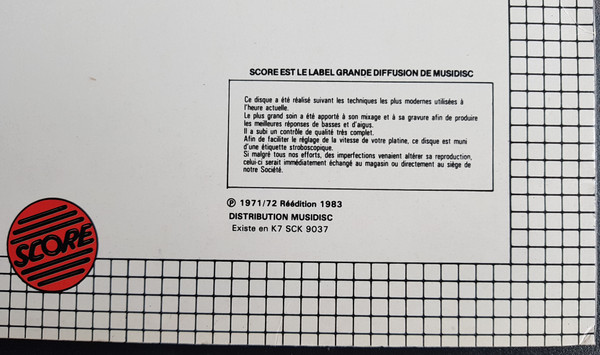 SCORE EST LE LABEL GRANDE DIFFUSION DE MUSIDISC
Ce disque a été réalisé suivant les techniques les plus modernes utilisées à
l'heure actuelle.
Le plus grand soin a été apporté à son mixage et à sa gravure afin de produire
les meilleures réponses de basses et d'aigus.
Il a subi un contrôle de qualité très complet.
Afin de faciliter le réglage de la vitesse de votre platine, ce disque est muni
d'une étiquette stroboscopique.
Si malgré tous nos efforts, des imperfections venaient altérer sa reproduction,
celui-ci serait immédiatement échangé au magasin ou directement au siège de
notre Société.
℗ 1971/72 Réédition 1983
DISTRIBUTION MUSIDISC
Existe en K7 SCK 9037
SCORE